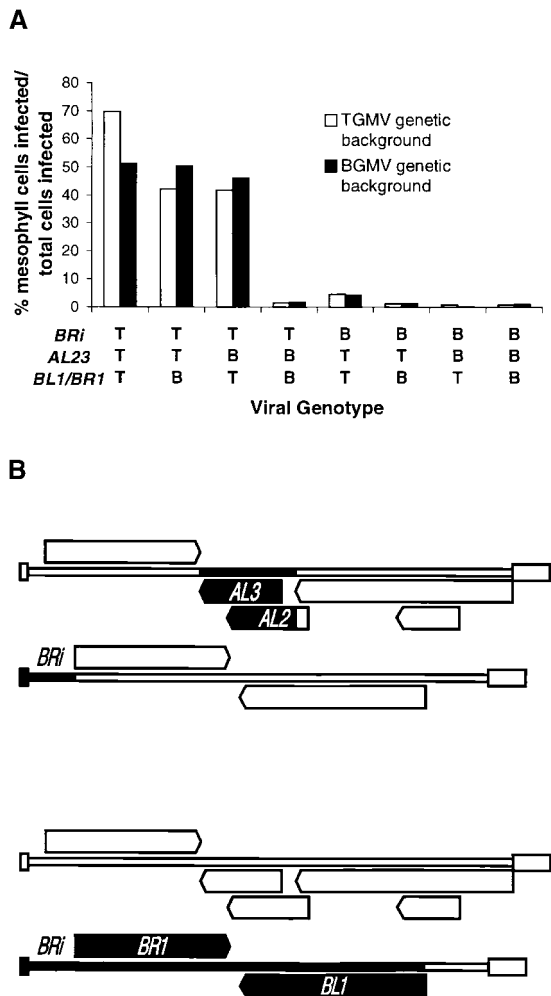 A
% mesophyll cells infected/
total cells infected
80
70
60
50
40
30
20
10
0
TGMV genetic
background
BGMV genetic
background
BRi T T T T B B B B
AL23 T T B B T T B B
BL1/BR1 T B T B T B T B
Viral Genotype
B
AL3
AL2
BRi
BRi
BR1
BL1